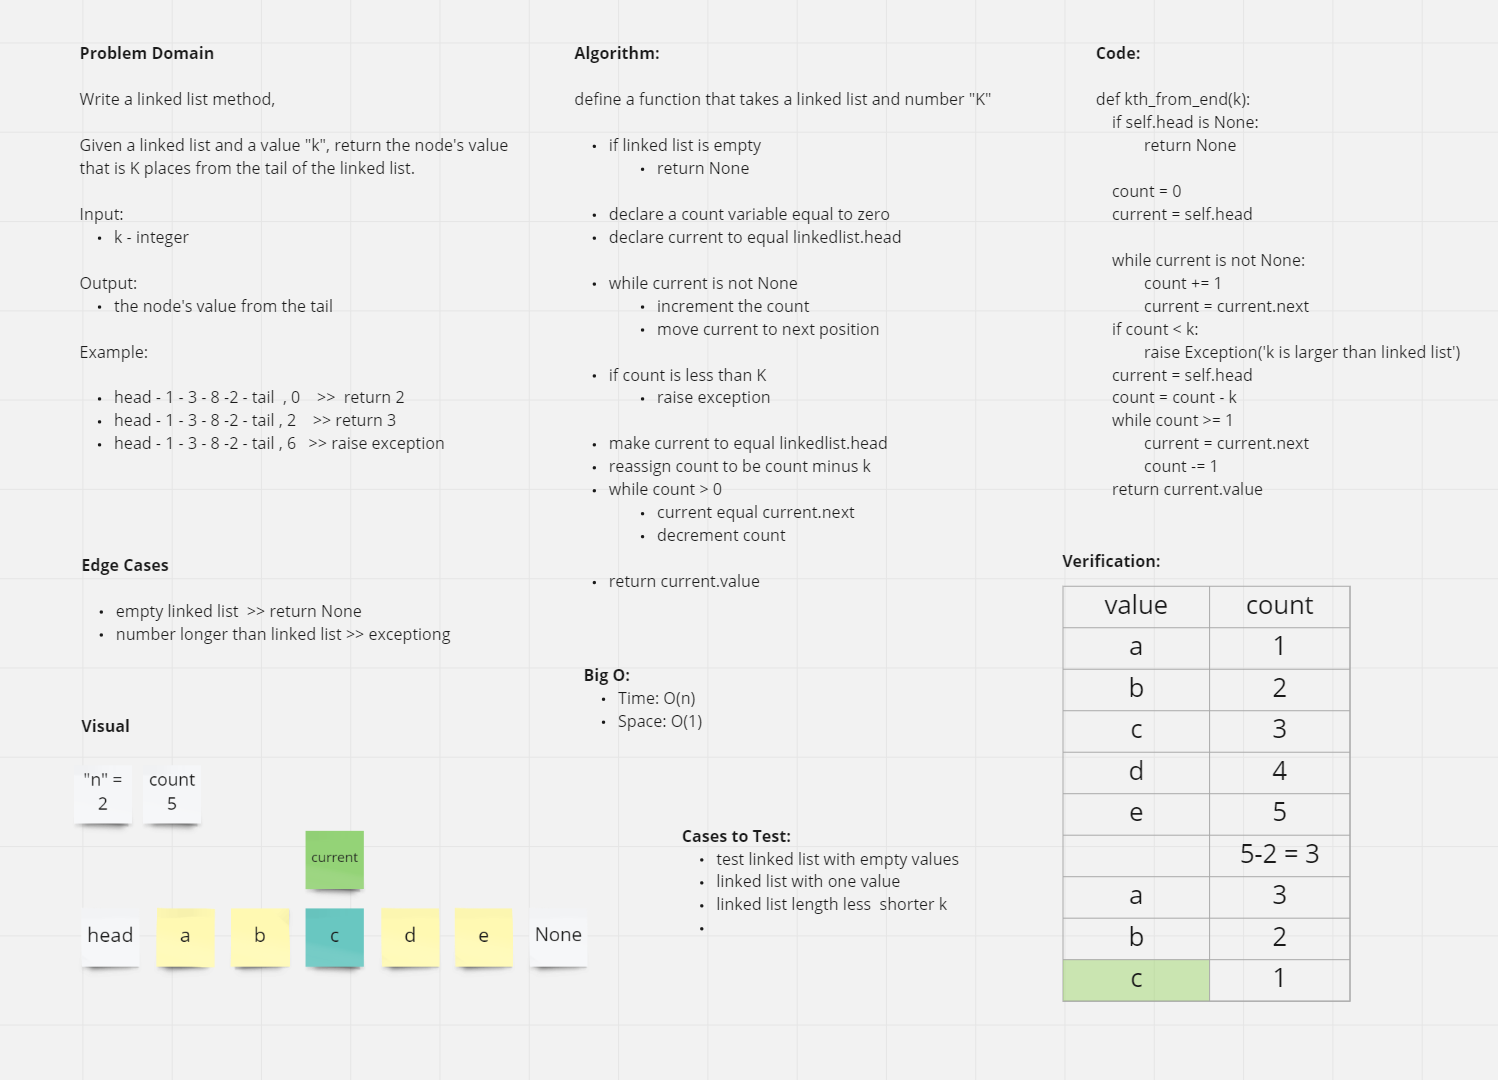 Problem Domain
Write a linked list method,
Given a linked list and a value "k", return the node's value
that is K places from the tail of the linked list.
Input:
• k - integer
Output:
• the node's value from the tail
Example:
• head - 1 - 3 - 8 -2 - tail  , 0    >>  return 2
• head - 1 - 3 - 8 -2 - tail , 2    >> return 3
• head - 1 - 3 - 8 -2 - tail , 6   >> raise exception
Edge Cases
• empty linked list  >> return None
• number longer than linked list >> exceptiong
Visual
"n" =
2
count
5
current
head
a
b
c
d
e
None
Algorithm:
define a function that takes a linked list and number "K"
• if linked list is empty
• return None
• declare a count variable equal to zero
• declare current to equal linkedlist.head
• while current is not None
• increment the count
• move current to next position
• if count is less than K
• raise exception
• make current to equal linkedlist.head
• reassign count to be count minus k
• while count > 0
• current equal current.next
• decrement count
• return current.value
Big O:
• Time: O(n)
• Space: O(1)
Cases to Test:
• test linked list with empty values
• linked list with one value
• linked list length less  shorter k
•
Code:
def kth_from_end(k):
if self.head is None:
return None
count = 0
current = self.head
while current is not None:
count += 1
current = current.next
if count < k:
raise Exception('k is larger than linked list')
current = self.head
count = count - k
while count >= 1
current = current.next
count -= 1
return current.value
Verification:
value count
a 1
b 2
c 3
d 4
e 5
5-2 = 3
a 3
b 2
c 1